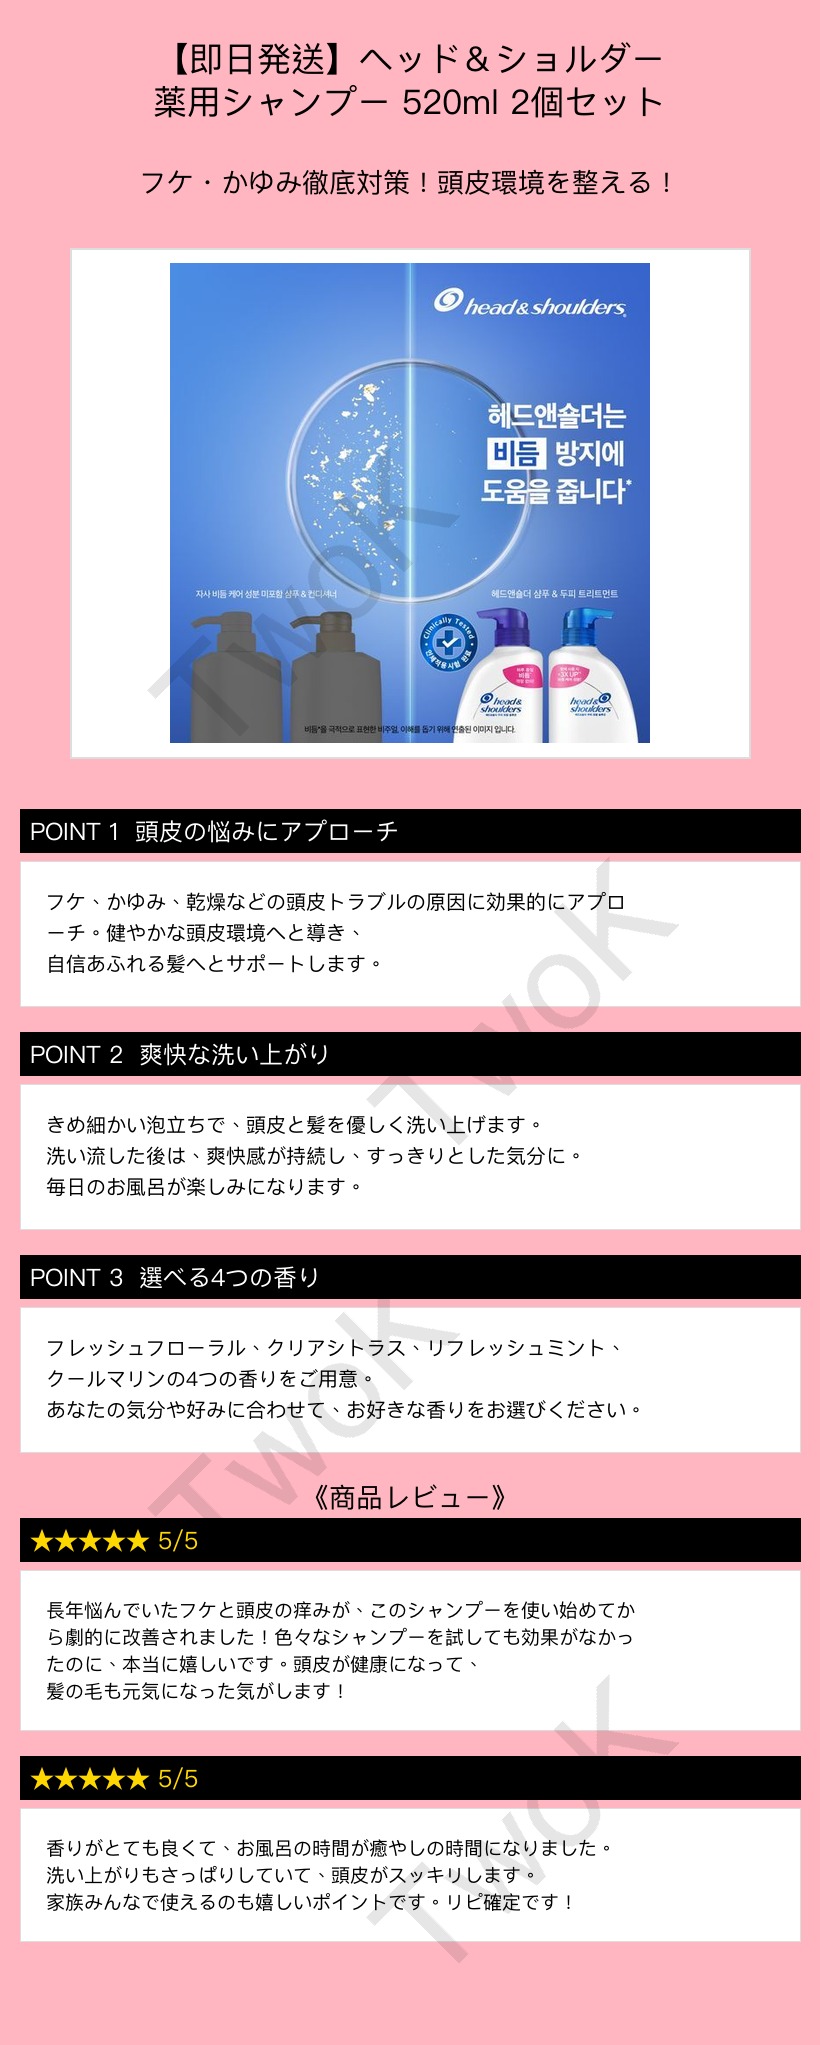 【即日発送】ヘッド＆ショルダー
薬用シャンプー 520ml 2個セット
フケ・かゆみ徹底対策！頭皮環境を整える！
head&shoulders
헤드앤숄더는
비듬 방지에
도움을 줍니다*
자사 비듬 케어 성분 미포함 샴푸 & 컨디셔너
헤드앤숄더 샴푸 & 두피 트리트먼트
Clinically Tested
인체적용시험 완료
head&
shoulders
head&
shoulders
비듬*을 극적으로 표현한 비주얼, 이해를 돕기 위해 연출된 이미지 입니다.
TwoK
POINT 1 頭皮の悩みにアプローチ
フケ、かゆみ、乾燥などの頭皮トラブルの原因に効果的にアプロ
ーチ。健やかな頭皮環境へと導き、
自信あふれる髪へとサポートします。
TwoK
POINT 2 爽快な洗い上がり
きめ細かい泡立ちで、頭皮と髪を優しく洗い上げます。
洗い流した後は、爽快感が持続し、すっきりとした気分に。
毎日のお風呂が楽しみになります。
POINT 3 選べる4つの香り
フレッシュフローラル、クリアシトラス、リフレッシュミント、
クールマリンの4つの香りをご用意。
あなたの気分や好みに合わせて、お好きな香りをお選びください。
TwoK
《商品レビュー》
★★★★★ 5/5
長年悩んでいたフケと頭皮の痒みが、このシャンプーを使い始めてか
ら劇的に改善されました！色々なシャンプーを試しても効果がなかっ
たのに、本当に嬉しいです。頭皮が健康になって、
髪の毛も元気になった気がします！
★★★★★ 5/5
香りがとても良くて、お風呂の時間が癒やしの時間になりました。
洗い上がりもさっぱりしていて、頭皮がスッキリします。
家族みんなで使えるのも嬉しいポイントです。リピ確定です！
TwoK